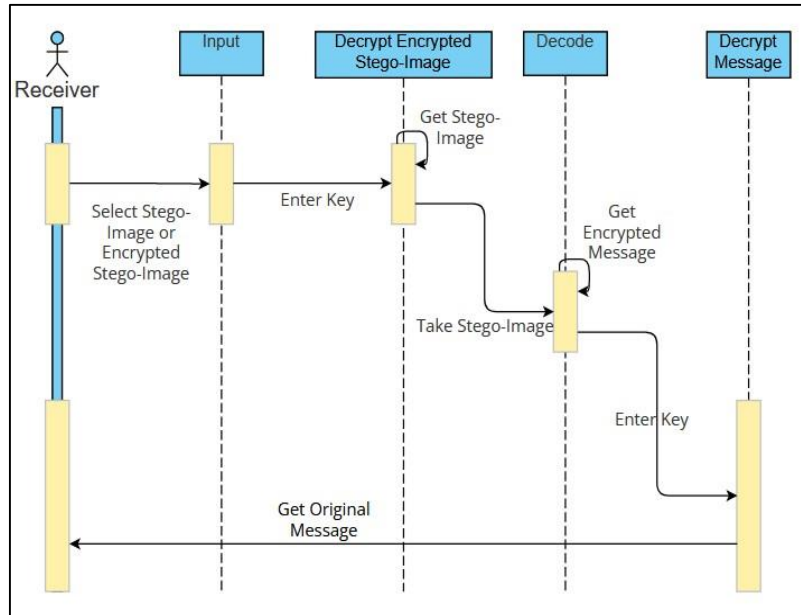 Receiver
Input
Decrypt Encrypted
Stego-Image
Decode
Decrypt
Message
Get Stego-
Image
Select Stego-
Image or
Encrypted
Stego-Image
Enter Key
Get
Encrypted
Message
Take Stego-Image
Enter Key
Get Original
Message